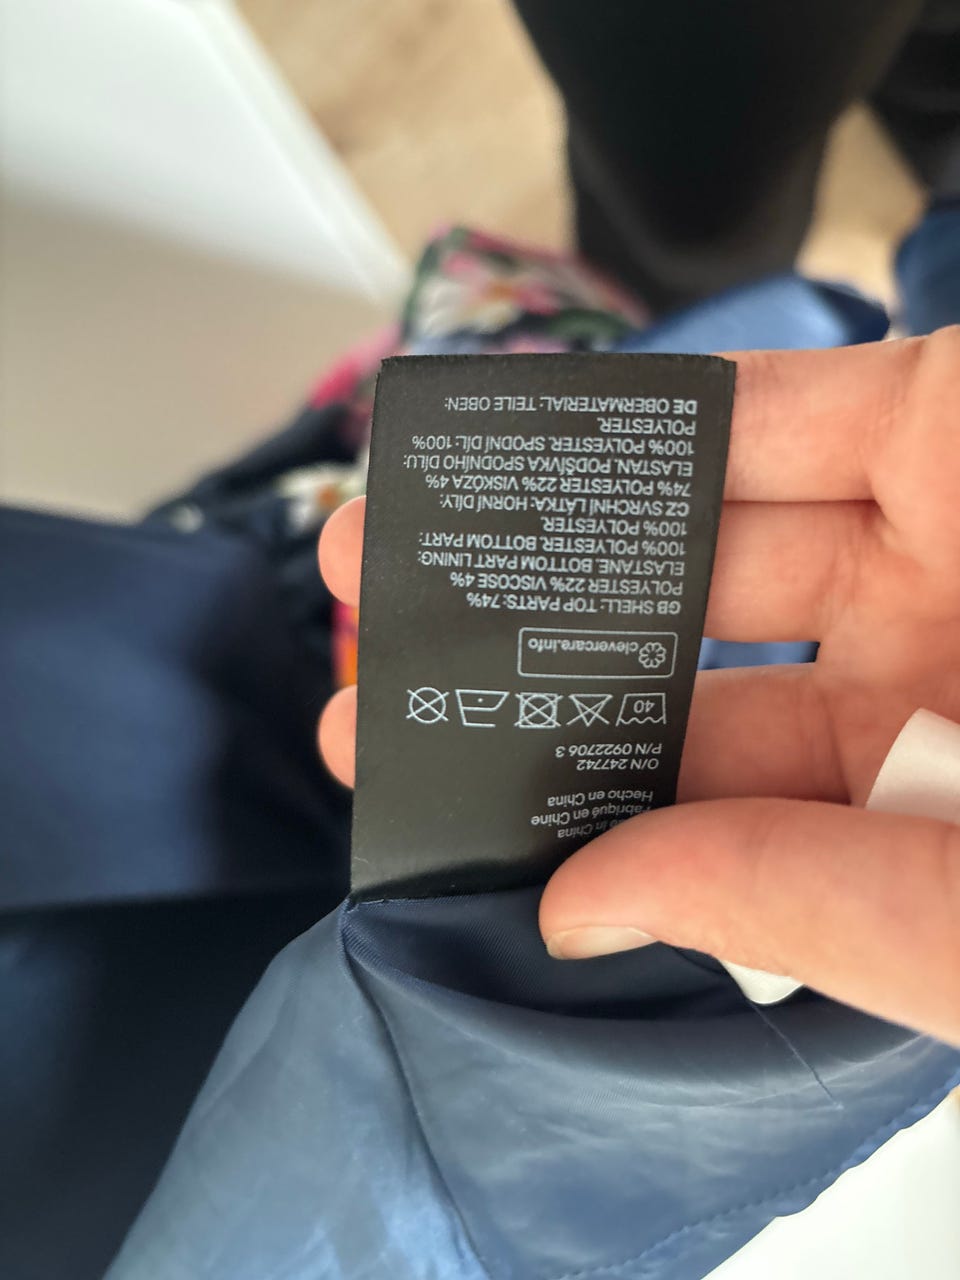 in China
Fabriqué en Chine
Hecho en China
O/N 247742
P/N 0922706 3
40
clevercare.info
GB SHELL: TOP PARTS: 74%
POLYESTER 22% VISCOSE 4%
ELASTANE. BOTTOM PART LINING:
100% POLYESTER. BOTTOM PART:
100% POLYESTER.
CZ SVRCHNÍ LÁTKA: HORNÍ DÍLY:
74% POLYESTER 22% VISKÓZA 4%
ELASTAN. PODŠÍVKA SPODNÍHO DÍLU:
100% POLYESTER. SPODNÍ DÍL: 100%
POLYESTER.
DE OBERMATERIAL: TEILE OBEN: